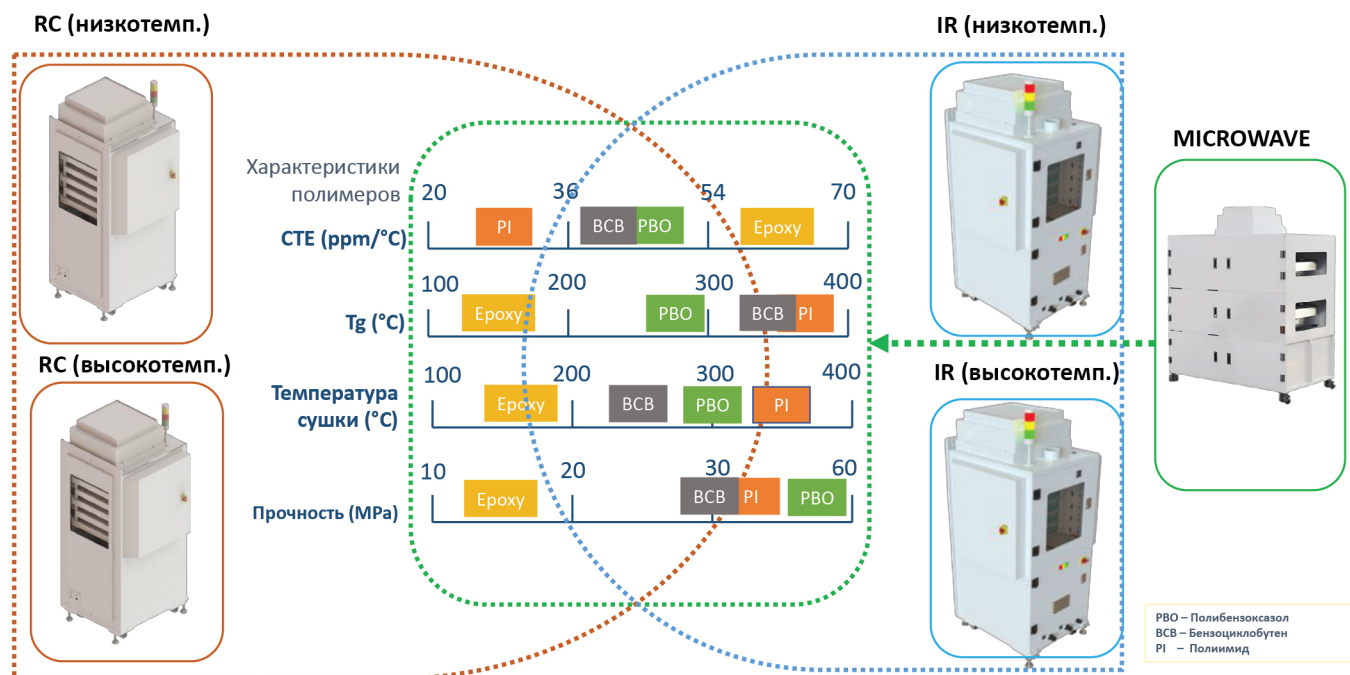 RC (низкотемп.)
IR (низкотемп.)
MICROWAVE
Характеристики
полимеров
20 36 54 70
PI BCB PBO Epoxy
CTE (ppm/°C)
100 200 300 400
Epoxy PBO BCB PI
Tg (°C)
RC (высокотемп.)
IR (высокотемп.)
100 200 300 400
Температура
сушки (°C)
Epoxy BCB PBO PI
10 20 30 60
Epoxy BCB PI PBO
Прочность (MPa)
PBO – Полибензоксазол
BCB – Бензоциклобутен
PI – Полиимид